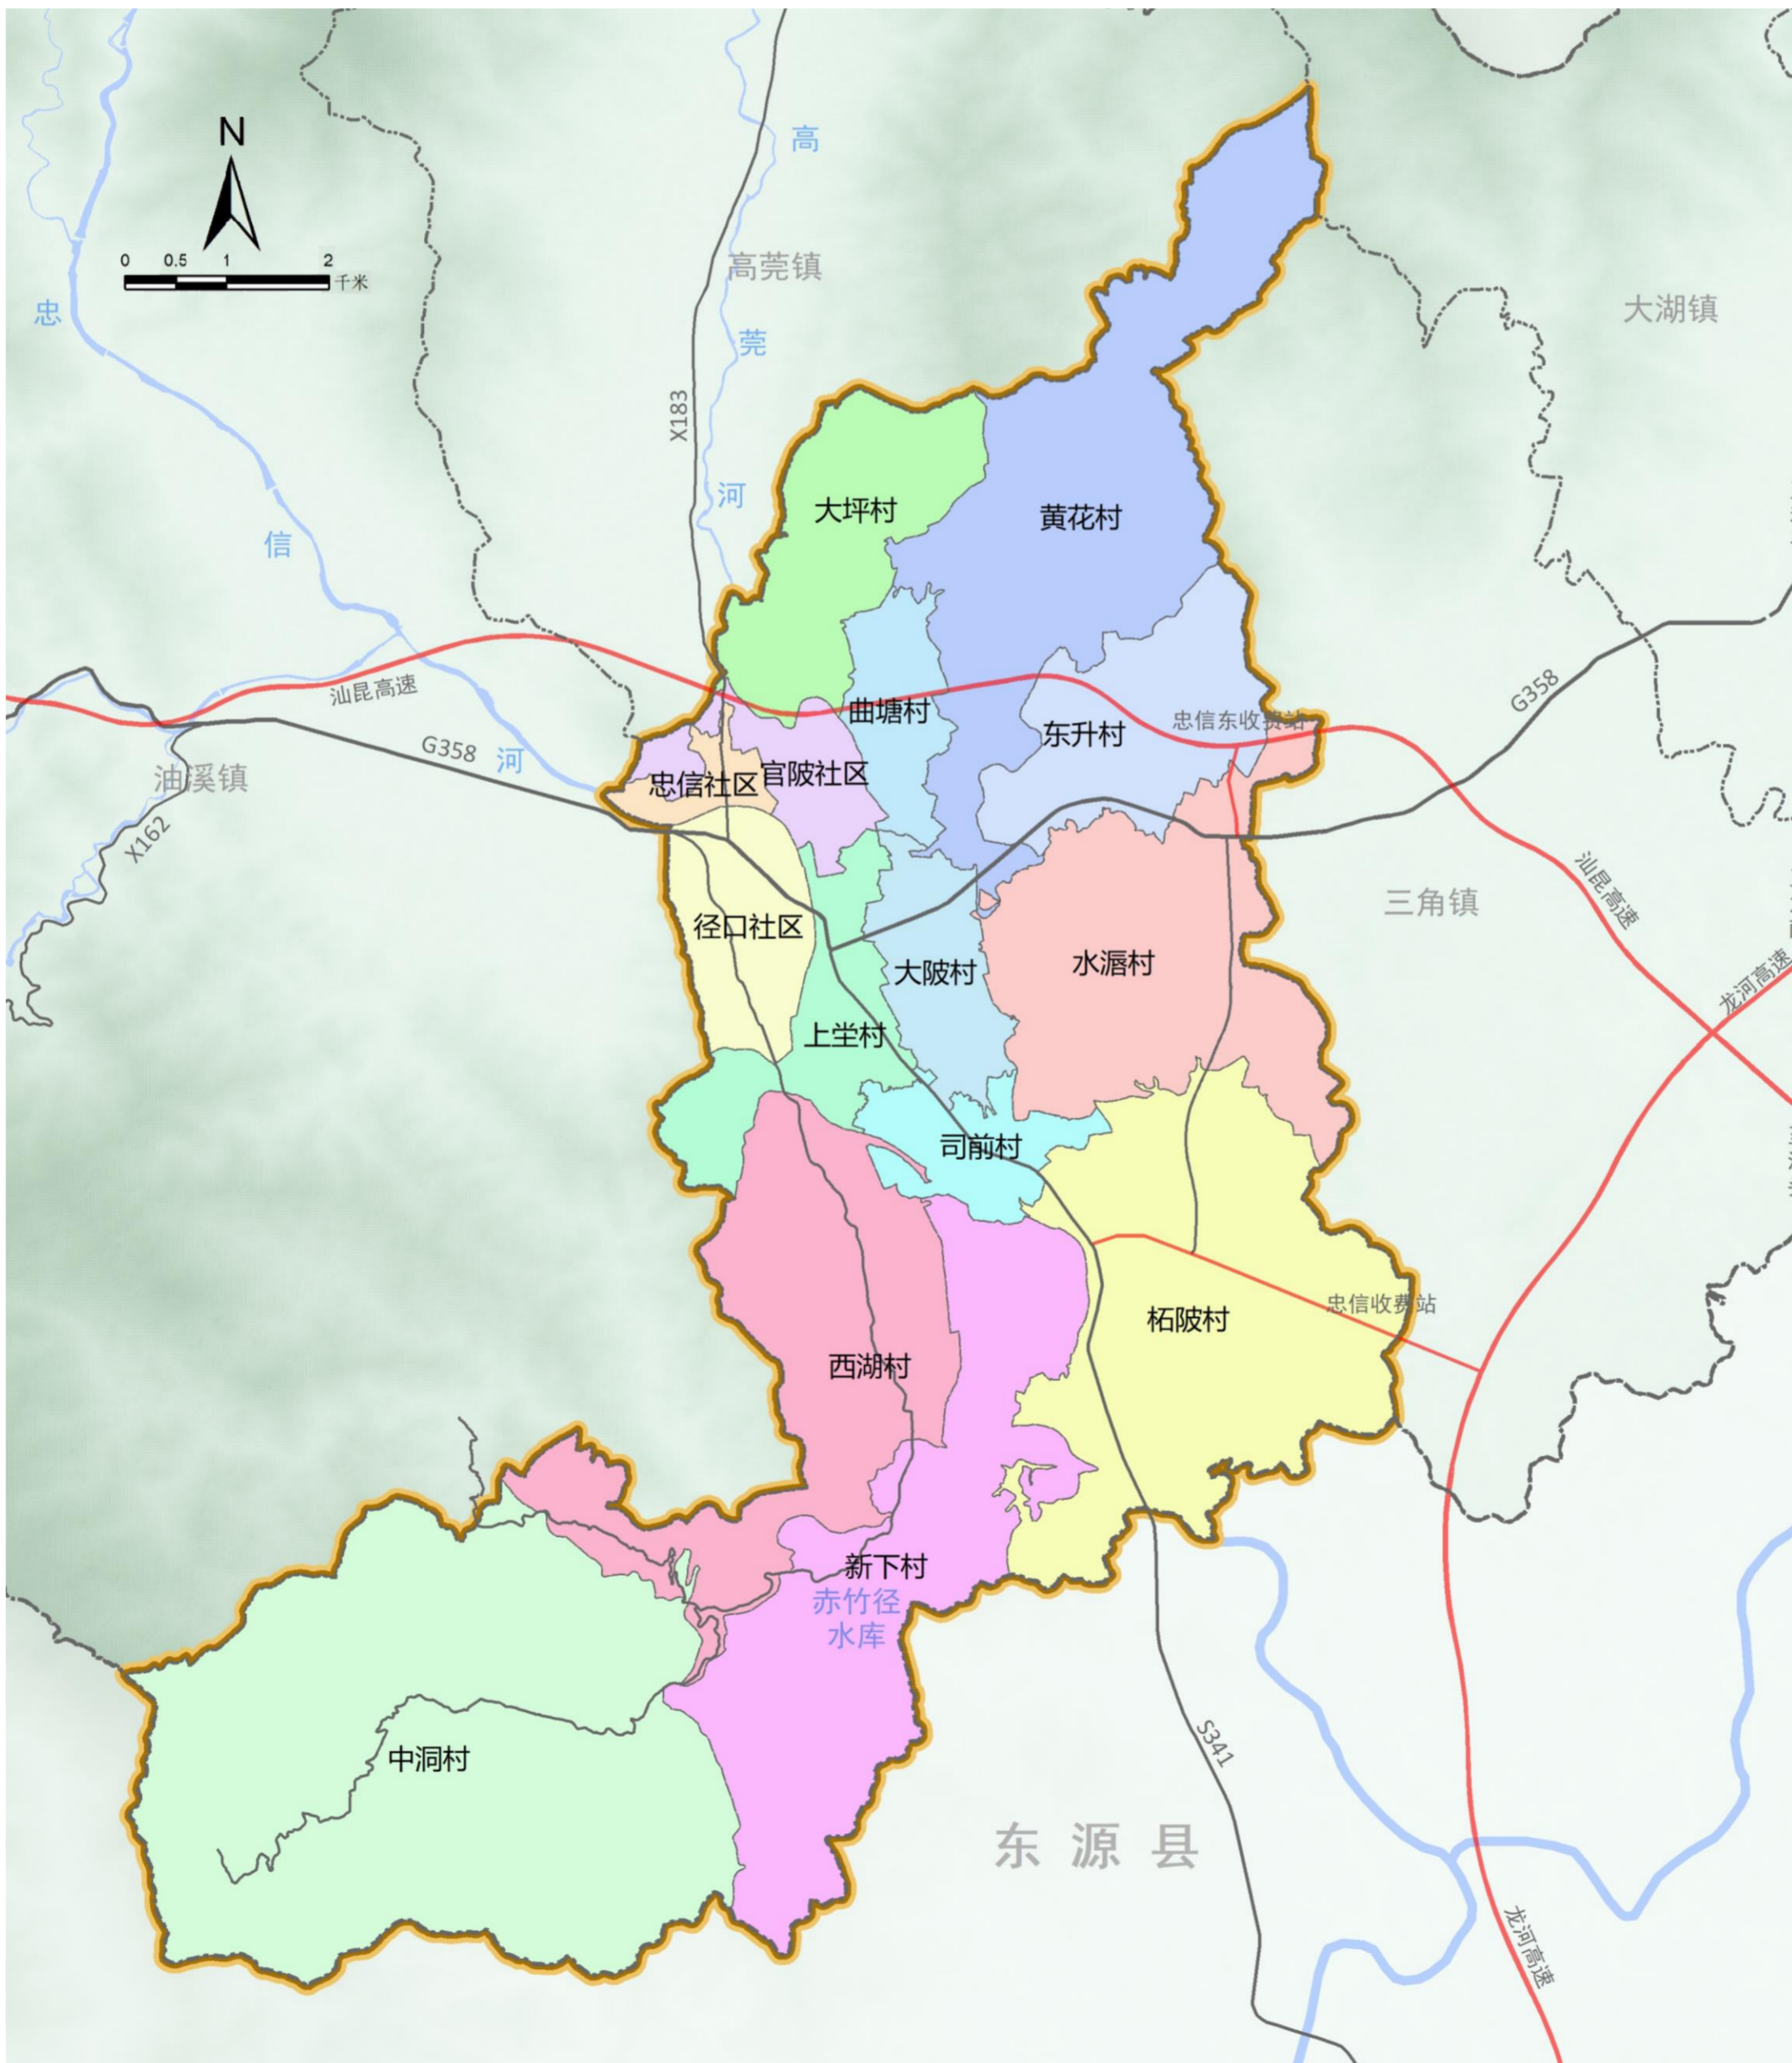 高
N
0 0.5 1 2
千米
高莞镇
忠
大湖镇
莞
X183
河
大坪村
黄花村
信
汕昆高速
G358
曲塘村
忠信东收费站
东升村
G358
河
油溪镇
忠信社区
官陂社区
X162
汕昆高速
三角镇
径口社区
水湣村
大陂村
龙河高速
上坣村
司前村
忠信收费站
柘陂村
西湖村
新下村
赤竹径
水库
S341
中洞村
东源县
龙河高速